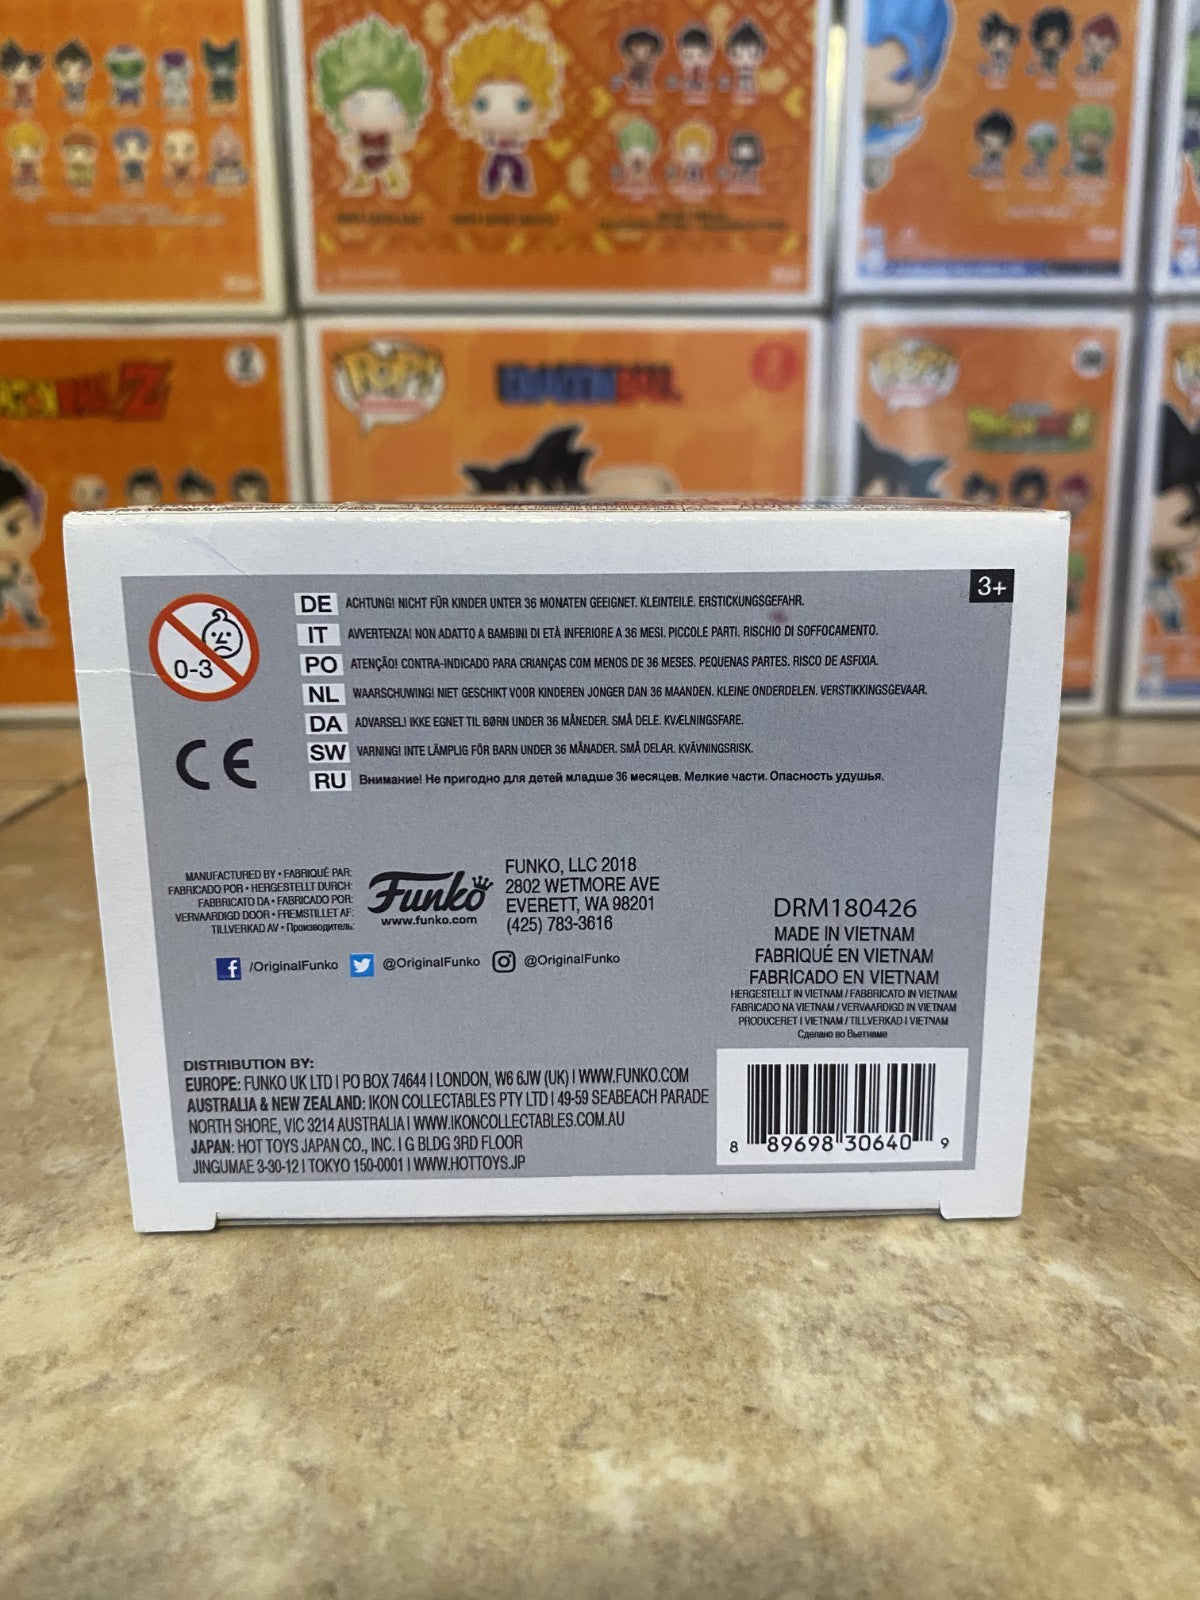 POP!
DRAGONBALL
3+
0-3
DE ACHTUNG! NICHT FÜR KINDER UNTER 36 MONATEN GEEIGNET. KLEINTEILE. ERSTICKUNGSGEFAHR.
IT AVVERTENZA! NON ADATTO A BAMBINI DI ETÀ INFERIORE A 36 MESI. PICCOLE PARTI. RISCHIO DI SOFFOCAMENTO.
PO ATENÇÃO! CONTRA-INDICADO PARA CRIANÇAS COM MENOS DE 36 MESES. PEQUENAS PARTES. RISCO DE ASFIXIA.
NL WAARSCHUWING! NIET GESCHIKT VOOR KINDEREN JONGER DAN 36 MAANDEN. KLEINE ONDERDELEN. VERSTIKKINGSGEVAAR.
DA ADVARSEL! IKKE EGNET TIL BØRN UNDER 36 MÅNEDER. SMÅ DELE. KVÆLNINGSFARE.
SW VARNING! INTE LÄMPLIG FÖR BARN UNDER 36 MÅNADER. SMÅ DELAR. KVÄVNINGSRISK.
RU Внимание! Не пригодно для детей младше 36 месяцев. Мелкие части. Опасность удушья.
CE
MANUFACTURED BY • FABRIQUÉ PAR:
FABRICADO POR • HERGESTELLT DURCH:
FABBRICATO DA • FABRICADO POR:
VERVAARDIGD DOOR • FREMSTILLET AF:
TILLVERKAD AV • Производитель:
Funko
www.funko.com
FUNKO, LLC 2018
2802 WETMORE AVE
EVERETT, WA 98201
(425) 783-3616
/OriginalFunko @OriginalFunko @OriginalFunko
DRM180426
MADE IN VIETNAM
FABRIQUÉ EN VIETNAM
FABRICADO EN VIETNAM
HERGESTELLT IN VIETNAM / FABBRICATO IN VIETNAM
FABRICADO NA VIETNAM / VERVAARDIGD IN VIETNAM
PRODUCERET I VIETNAM / TILLVERKAD I VIETNAM
Сделано во Вьетнаме
DISTRIBUTION BY:
EUROPE: FUNKO UK LTD | PO BOX 74644 | LONDON, W6 6JW (UK) | WWW.FUNKO.COM
AUSTRALIA & NEW ZEALAND: IKON COLLECTABLES PTY LTD | 49-59 SEABEACH PARADE
NORTH SHORE, VIC 3214 AUSTRALIA | WWW.IKONCOLLECTABLES.COM.AU
JAPAN: HOT TOYS JAPAN CO., INC. | G BLDG 3RD FLOOR
JINGUMAE 3-30-12 | TOKYO 150-0001 | WWW.HOTTOYS.JP
8 89698 30640 9